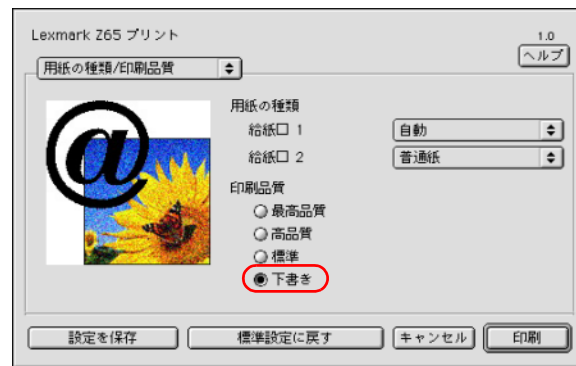 Lexmark Z65 プリント
1.0
ヘルプ
用紙の種類/印刷品質
用紙の種類
給紙口 1 自動
給紙口 2 普通紙
印刷品質
最高品質
高品質
標準
下書き
設定を保存 標準設定に戻す キャンセル 印刷